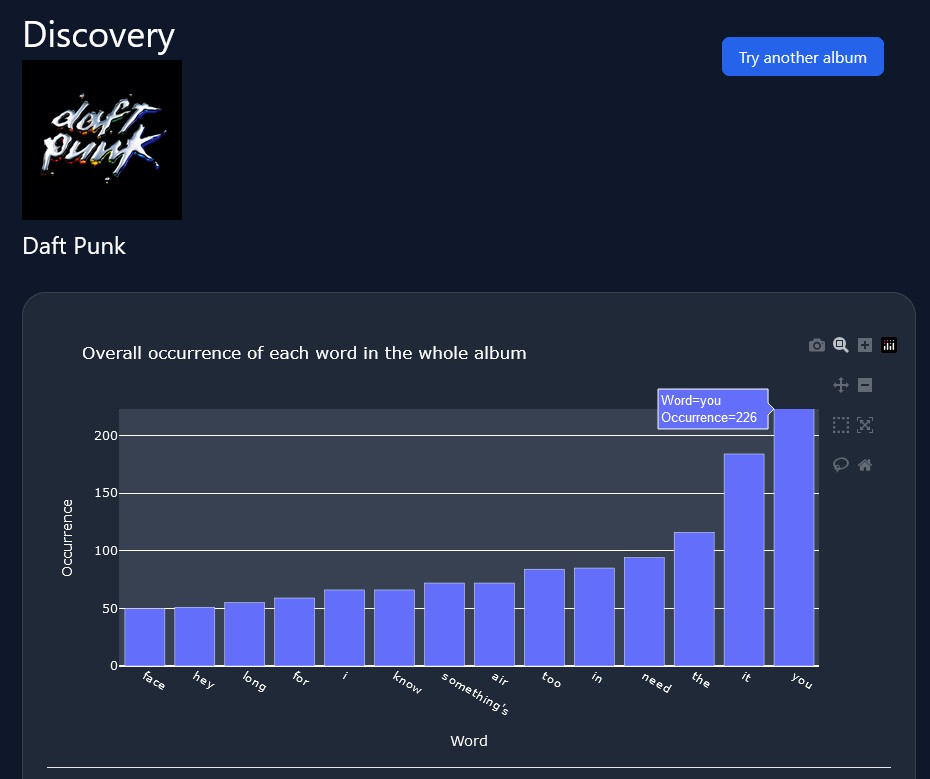 Discovery
Try another album
daft
punk
Daft Punk
Overall occurrence of each word in the whole album
Word=you
Occurrence=226
200
150
100
50
0
Occurrence
face hey long for i know something's air too in need the it you
Word